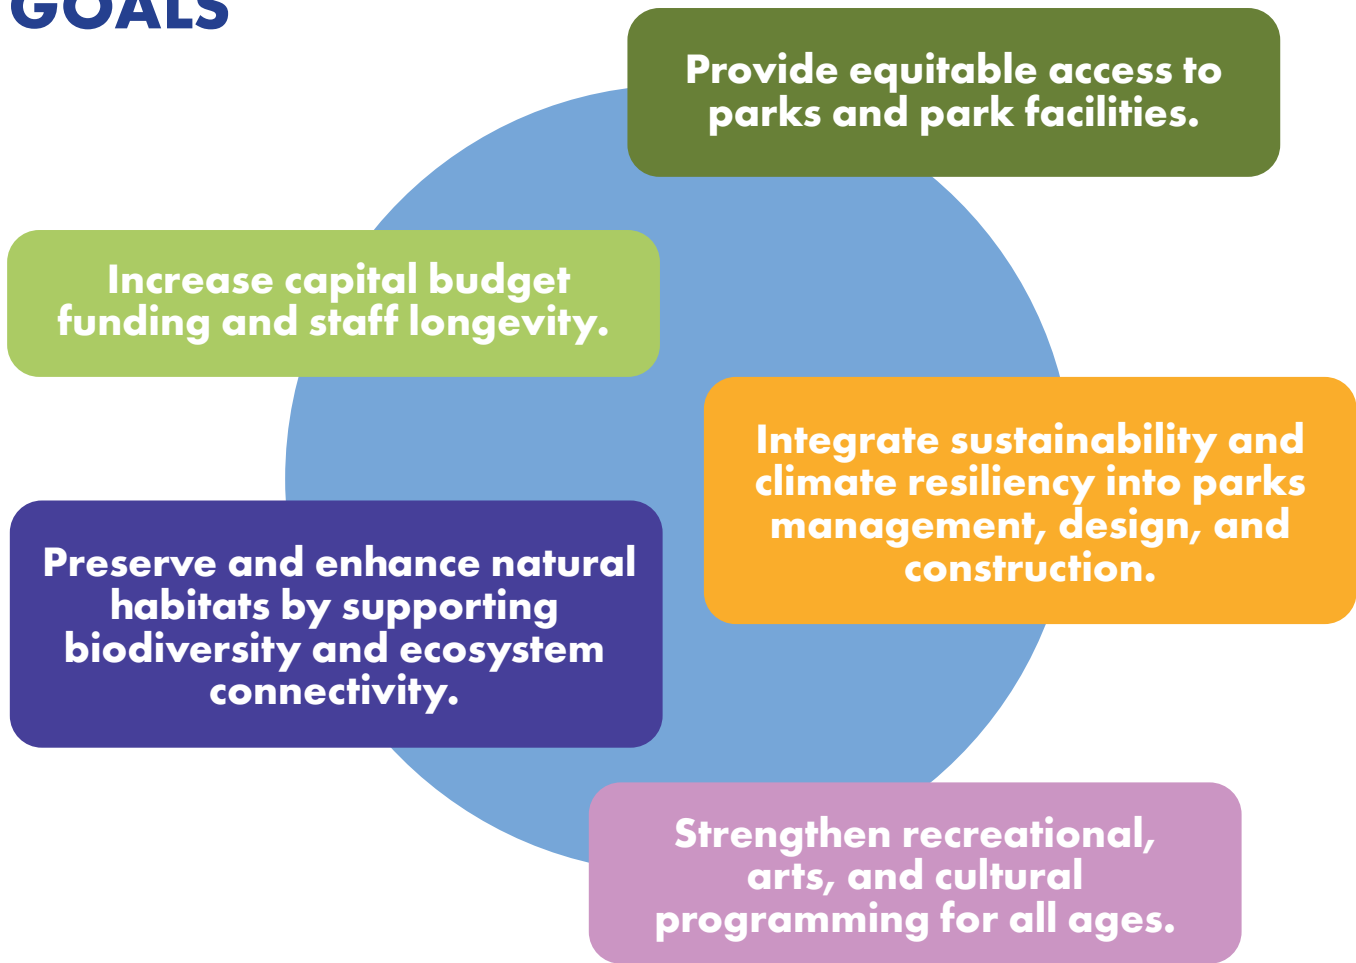 GOALS
Provide equitable access to
parks and park facilities.
Increase capital budget
funding and staff longevity.
Integrate sustainability and
climate resiliency into parks
management, design, and
construction.
Preserve and enhance natural
habitats by supporting
biodiversity and ecosystem
connectivity.
Strengthen recreational,
arts, and cultural
programming for all ages.